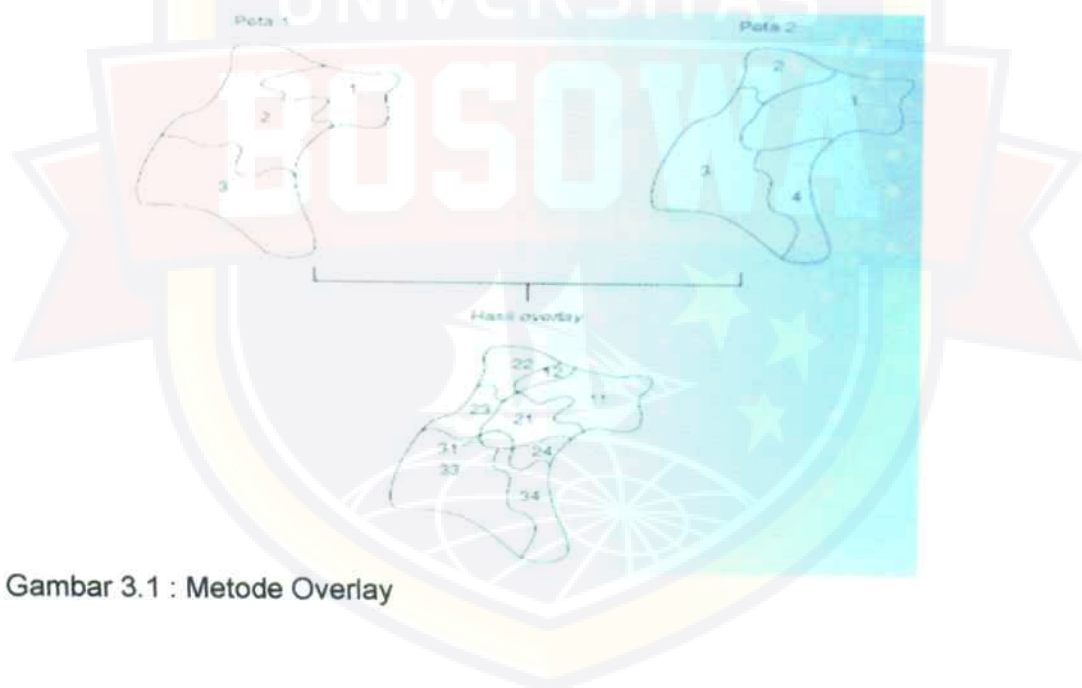 UNIVERSITAS
BOSOWA
Peta 1
Peta 2
1
2
3
2
1
3
4
Hasil overlay
22
12
11
23
21
31
24
33
34
Gambar 3.1 : Metode Overlay